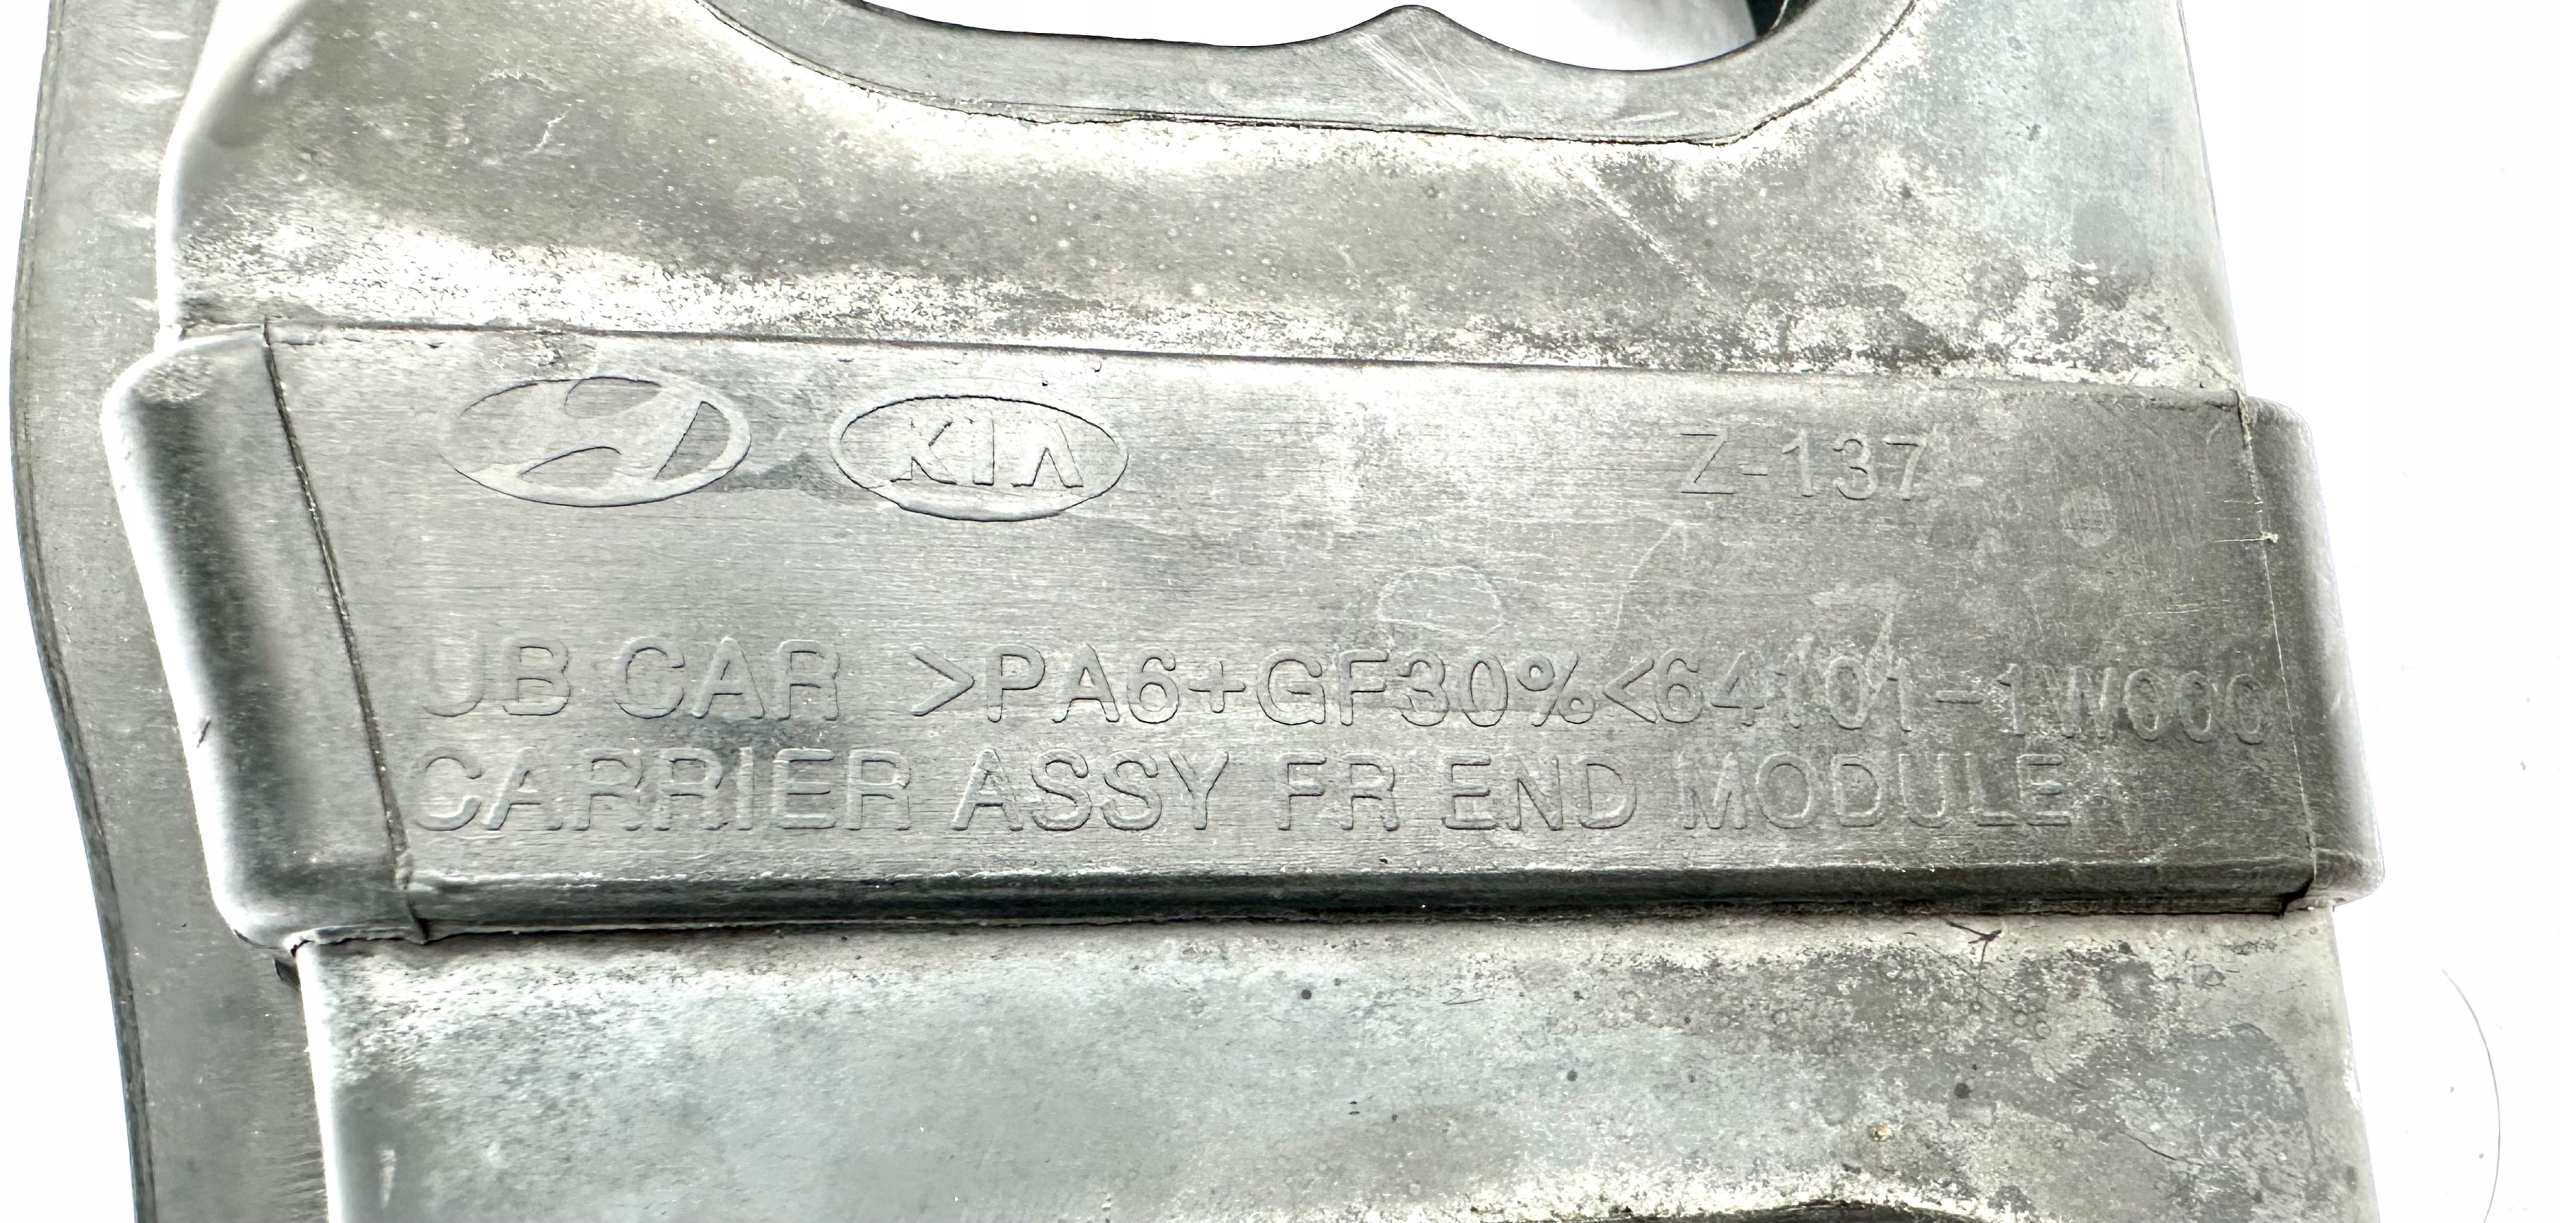 KIA Z-137
UB CAR >PA6+GF30%<64101-1W000
CARRIER ASSY FR END MODULE